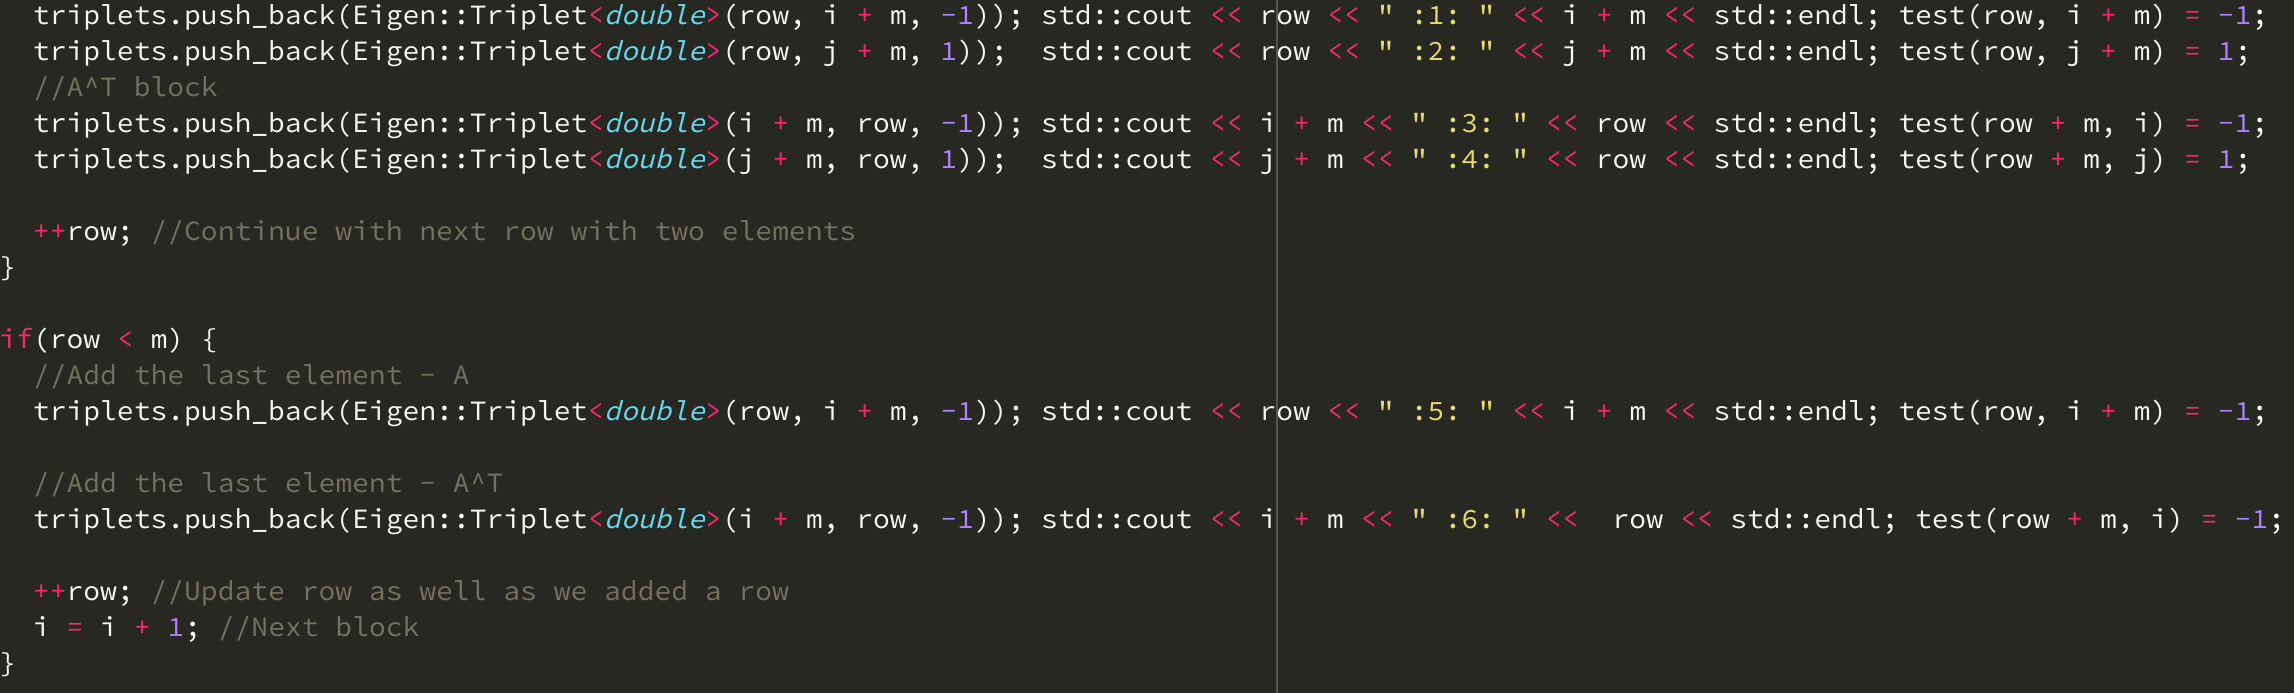 triplets.push_back(Eigen::Triplet<double>(row, i + m, -1)); std::cout << row << " :1: " << i + m << std::endl; test(row, i + m) = -1;
triplets.push_back(Eigen::Triplet<double>(row, j + m, 1));  std::cout << row << " :2: " << j + m << std::endl; test(row, j + m) = 1;
//A^T block
triplets.push_back(Eigen::Triplet<double>(i + m, row, -1)); std::cout << i + m << " :3: " << row << std::endl; test(row + m, i) = -1;
triplets.push_back(Eigen::Triplet<double>(j + m, row, 1));  std::cout << j + m << " :4: " << row << std::endl; test(row + m, j) = 1;
++row; //Continue with next row with two elements
}
if(row < m) {
//Add the last element - A
triplets.push_back(Eigen::Triplet<double>(row, i + m, -1)); std::cout << row << " :5: " << i + m << std::endl; test(row, i + m) = -1;
//Add the last element - A^T
triplets.push_back(Eigen::Triplet<double>(i + m, row, -1)); std::cout << i + m << " :6: " <<  row << std::endl; test(row + m, i) = -1;
++row; //Update row as well as we added a row
i = i + 1; //Next block
}